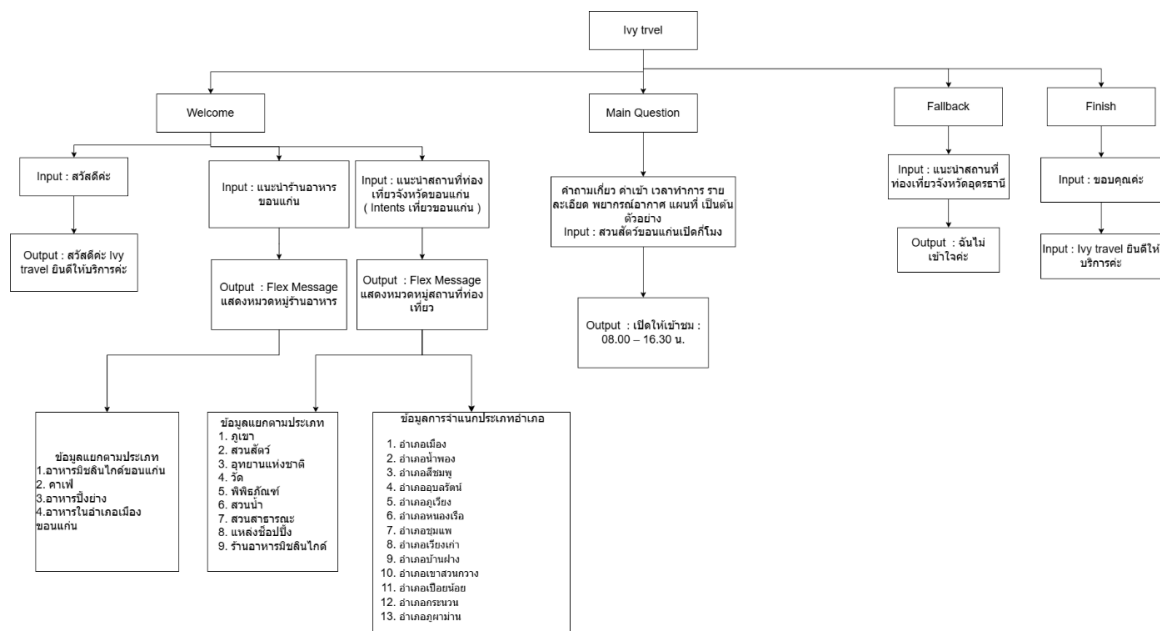 Ivy trvel
Welcome
Main Question
Fallback
Finish
Input : สวัสดีค่ะ
Input : แนะนำร้านอาหาร
ขอนแก่น
Input : แนะนำสถานที่ท่อง
เที่ยวจังหวัดขอนแก่น
( Intents เที่ยวขอนแก่น )
คำถามเกี่ยว ค่าเข้า เวลาทำการ ราย
ละเอียด พยากรณ์อากาศ แผนที่ เป็นต้น
ตัวอย่าง
Input : สวนสัตว์ขอนแก่นเปิดกี่โมง
Input : แนะนำสถานที่
ท่องเที่ยวจังหวัดอุดรธานี
Input : ขอบคุณค่ะ
Output : สวัสดีค่ะ Ivy
travel ยินดีให้บริการค่ะ
Output : Flex Message
แสดงหมวดหมู่ร้านอาหาร
Output : Flex Message
แสดงหมวดหมู่สถานที่ท่อง
เที่ยว
Output : เปิดให้เข้าชม :
08.00 – 16.30 น.
Output : ฉันไม่
เข้าใจค่ะ
Input : Ivy travel ยินดีให้
บริการค่ะ
ข้อมูลแยกตามประเภท
1.อาหารมิชลินไกด์ขอนแก่น
2. คาเฟ่
3.อาหารปิ้งย่าง
4.อาหารในอำเภอเมือง
ขอนแก่น
ข้อมูลแยกตามประเภท
1. ภูเขา
2. สวนสัตว์
3. อุทยานแห่งชาติ
4. วัด
5. พิพิธภัณฑ์
6. สวนน้ำ
7. สวนสาธารณะ
8. แหล่งช็อปปิ้ง
9. ร้านอาหารมิชลินไกด์
ข้อมูลการจำแนกประเภทอำเภอ
1. อำเภอเมือง
2. อำเภอน้ำพอง
3. อำเภอสีชมพู
4. อำเภออุบลรัตน์
5. อำเภอภูเวียง
6. อำเภอหนองเรือ
7. อำเภอชุมแพ
8. อำเภอเวียงเก่า
9. อำเภอบ้านฝาง
10. อำเภอเขาสวนกวาง
11. อำเภอเปือยน้อย
12. อำเภอกระนวน
13. อำเภอภูผาม่าน